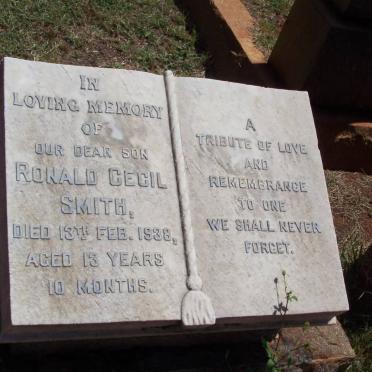 IN
LOVING MEMORY
OF
OUR DEAR SON
RONALD CECIL
SMITH,
DIED 13TH FEB. 1938,
AGED 13 YEARS
10 MONTHS.
A
TRIBUTE OF LOVE
AND
REMEMBRANCE
TO ONE
WE SHALL NEVER
FORGET.